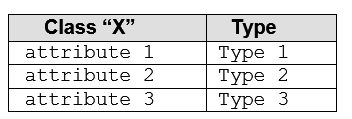 Class “X” Type
attribute 1 Type 1
attribute 2 Type 2
attribute 3 Type 3